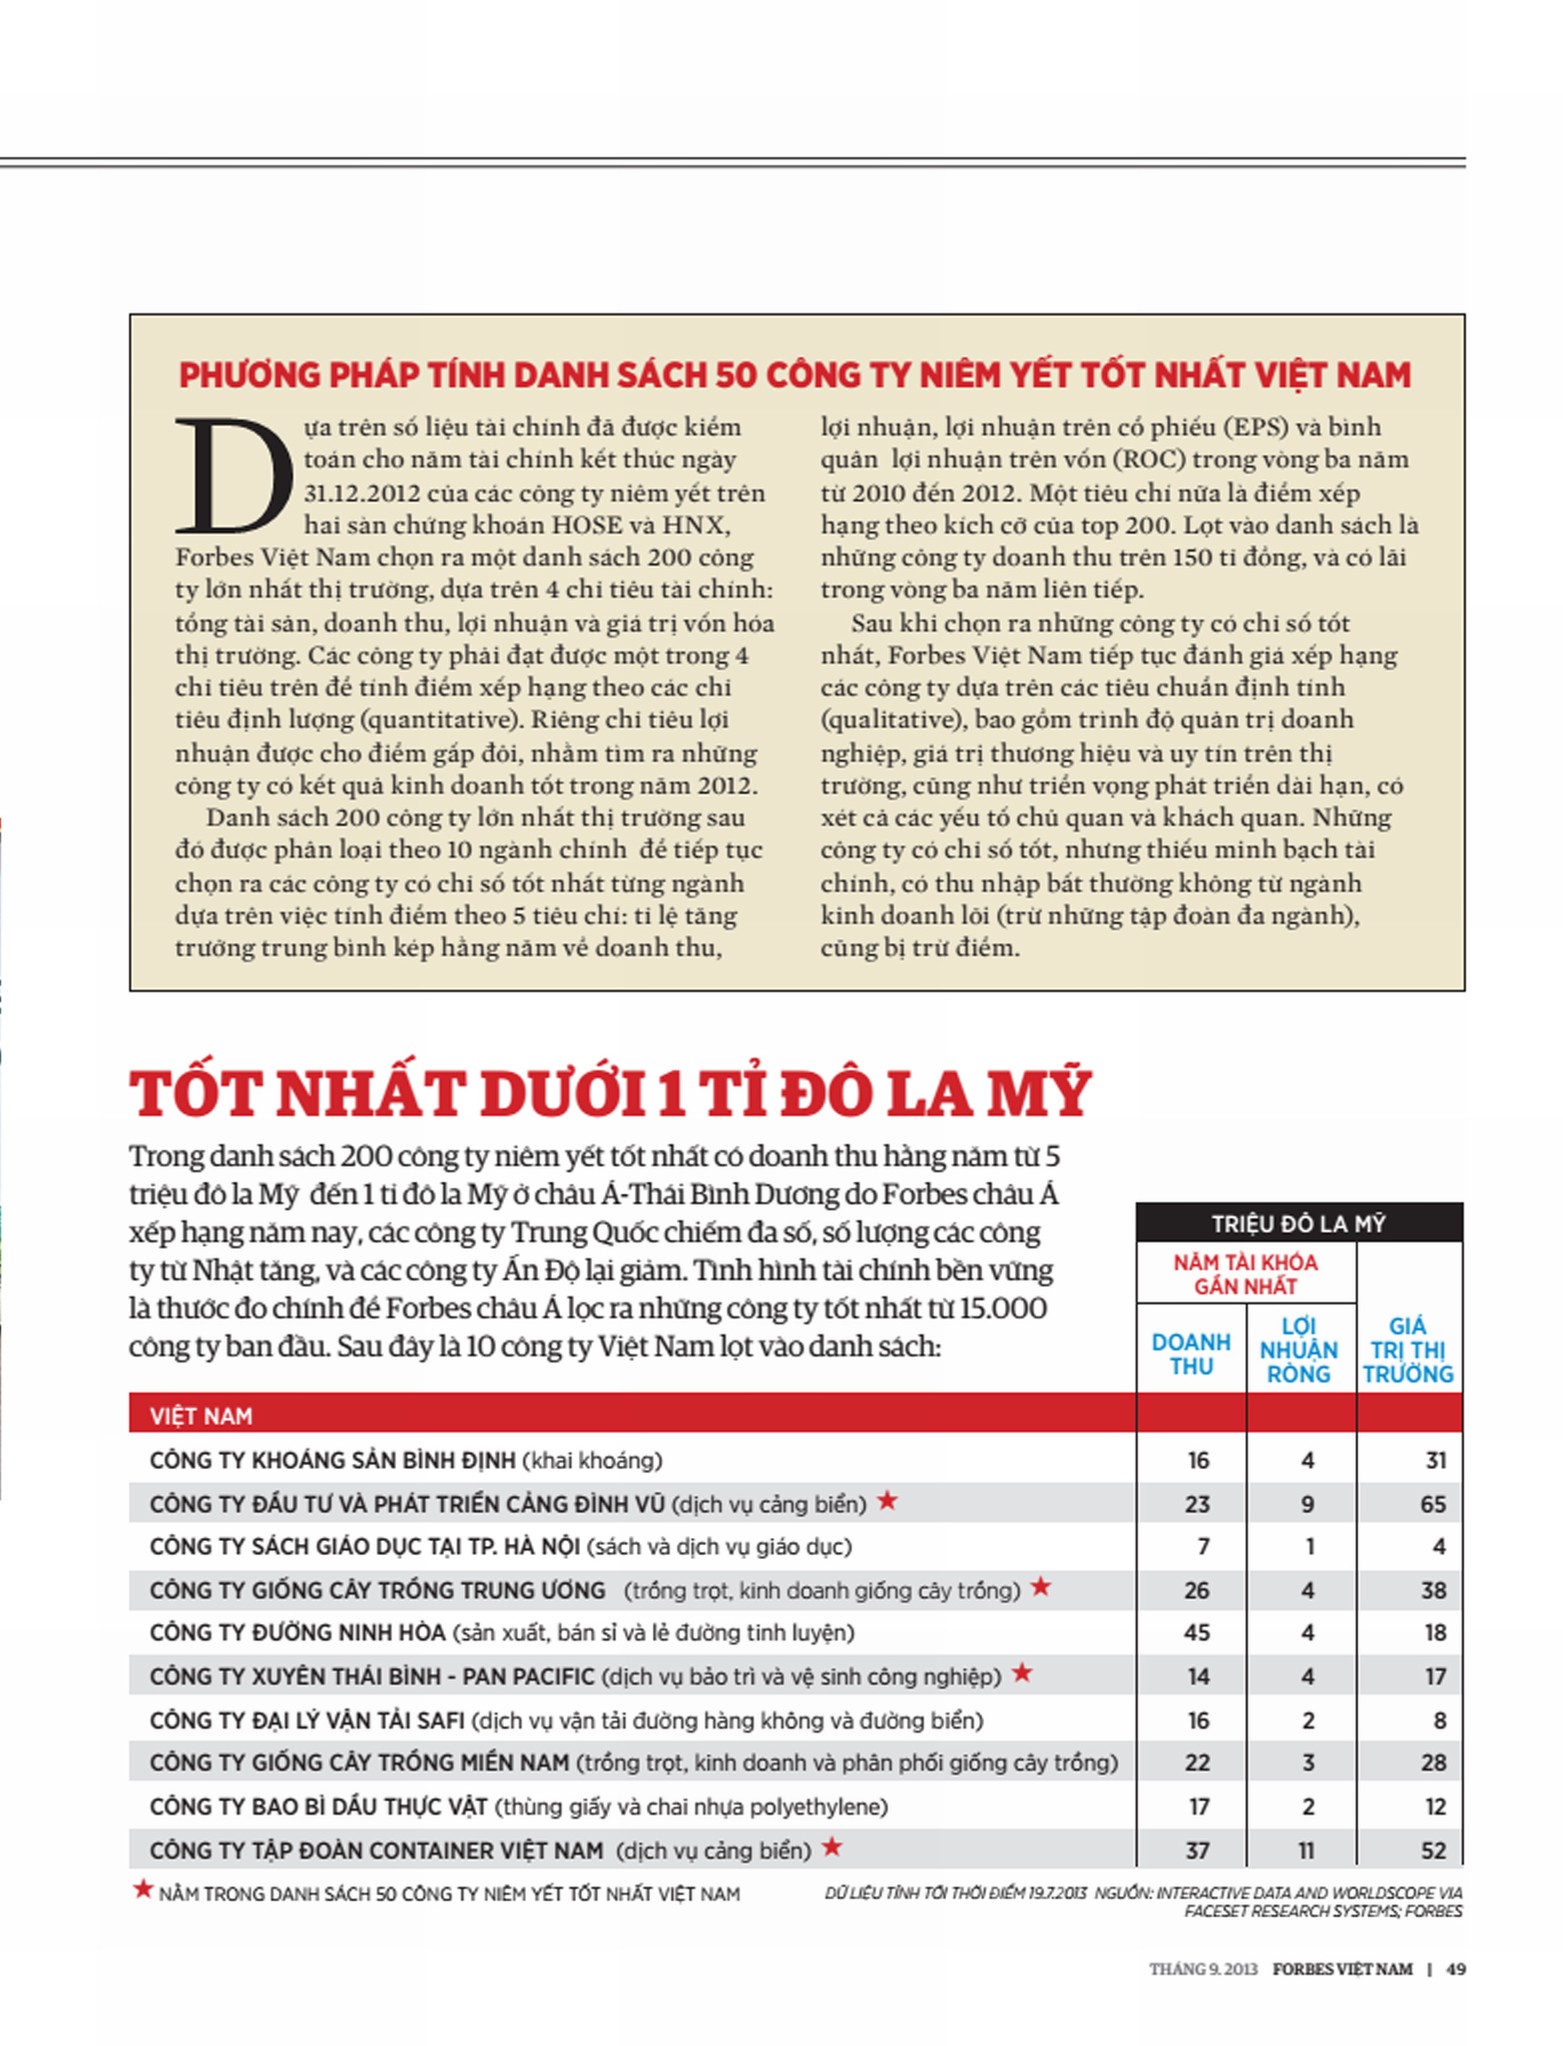 PHƯƠNG PHÁP TÍNH DANH SÁCH 50 CÔNG TY NIÊM YẾT TỐT NHẤT VIỆT NAM
Dựa trên số liệu tài chính đã được kiểm
toán cho năm tài chính kết thúc ngày
31.12.2012 của các công ty niêm yết trên
hai sàn chứng khoán HOSE và HNX,
Forbes Việt Nam chọn ra một danh sách 200 công
ty lớn nhất thị trường, dựa trên 4 chỉ tiêu tài chính:
tổng tài sản, doanh thu, lợi nhuận và giá trị vốn hóa
thị trường. Các công ty phải đạt được một trong 4
chỉ tiêu trên để tính điểm xếp hạng theo các chỉ
tiêu định lượng (quantitative). Riêng chỉ tiêu lợi
nhuận được cho điểm gấp đôi, nhằm tìm ra những
công ty có kết quả kinh doanh tốt trong năm 2012.
Danh sách 200 công ty lớn nhất thị trường sau
đó được phân loại theo 10 ngành chính để tiếp tục
chọn ra các công ty có chỉ số tốt nhất từng ngành
dựa trên việc tính điểm theo 5 tiêu chí: tỉ lệ tăng
trưởng trung bình kép hằng năm về doanh thu,
lợi nhuận, lợi nhuận trên cổ phiếu (EPS) và bình
quân lợi nhuận trên vốn (ROC) trong vòng ba năm
từ 2010 đến 2012. Một tiêu chí nữa là điểm xếp
hạng theo kích cỡ của top 200. Lọt vào danh sách là
những công ty doanh thu trên 150 tỉ đồng, và có lãi
trong vòng ba năm liên tiếp.
Sau khi chọn ra những công ty có chỉ số tốt
nhất, Forbes Việt Nam tiếp tục đánh giá xếp hạng
các công ty dựa trên các tiêu chuẩn định tính
(qualitative), bao gồm trình độ quản trị doanh
nghiệp, giá trị thương hiệu và uy tín trên thị
trường, cũng như triển vọng phát triển dài hạn, có
xét cả các yếu tố chủ quan và khách quan. Những
công ty có chỉ số tốt, nhưng thiếu minh bạch tài
chính, có thu nhập bất thường không từ ngành
kinh doanh lõi (trừ những tập đoàn đa ngành),
cũng bị trừ điểm.
TỐT NHẤT DƯỚI 1 TỈ ĐÔ LA MỸ
Trong danh sách 200 công ty niêm yết tốt nhất có doanh thu hằng năm từ 5
triệu đô la Mỹ đến 1 tỉ đô la Mỹ ở châu Á-Thái Bình Dương do Forbes châu Á
xếp hạng năm nay, các công ty Trung Quốc chiếm đa số, số lượng các công
ty từ Nhật tăng, và các công ty Ấn Độ lại giảm. Tình hình tài chính bền vững
là thước đo chính để Forbes châu Á lọc ra những công ty tốt nhất từ 15.000
công ty ban đầu. Sau đây là 10 công ty Việt Nam lọt vào danh sách:
TRIỆU ĐÔ LA MỸ
NĂM TÀI KHÓA
GẦN NHẤT
DOANH
THU
LỢI
NHUẬN
RÒNG
GIÁ
TRỊ THỊ
TRƯỜNG
VIỆT NAM
CÔNG TY KHOÁNG SẢN BÌNH ĐỊNH (khai khoáng) 16 4 31
CÔNG TY ĐẦU TƯ VÀ PHÁT TRIỂN CẢNG ĐÌNH VŨ (dịch vụ cảng biển) ★ 23 9 65
CÔNG TY SÁCH GIÁO DỤC TẠI TP. HÀ NỘI (sách và dịch vụ giáo dục) 7 1 4
CÔNG TY GIỐNG CÂY TRỒNG TRUNG ƯƠNG (trồng trọt, kinh doanh giống cây trồng) ★ 26 4 38
CÔNG TY ĐƯỜNG NINH HÒA (sản xuất, bán sỉ và lẻ đường tinh luyện) 45 4 18
CÔNG TY XUYÊN THÁI BÌNH - PAN PACIFIC (dịch vụ bảo trì và vệ sinh công nghiệp) ★ 14 4 17
CÔNG TY ĐẠI LÝ VẬN TẢI SAFI (dịch vụ vận tải đường hàng không và đường biển) 16 2 8
CÔNG TY GIỐNG CÂY TRỒNG MIỀN NAM (trồng trọt, kinh doanh và phân phối giống cây trồng) 22 3 28
CÔNG TY BAO BÌ DẦU THỰC VẬT (thùng giấy và chai nhựa polyethylene) 17 2 12
CÔNG TY TẬP ĐOÀN CONTAINER VIỆT NAM (dịch vụ cảng biển) ★ 37 11 52
★ NẰM TRONG DANH SÁCH 50 CÔNG TY NIÊM YẾT TỐT NHẤT VIỆT NAM
DỮ LIỆU TÍNH TỚI THỜI ĐIỂM 19.7.2013 NGUỒN: INTERACTIVE DATA AND WORLDSCOPE VIA
FACESET RESEARCH SYSTEMS; FORBES
THÁNG 9. 2013 FORBES VIỆT NAM | 49